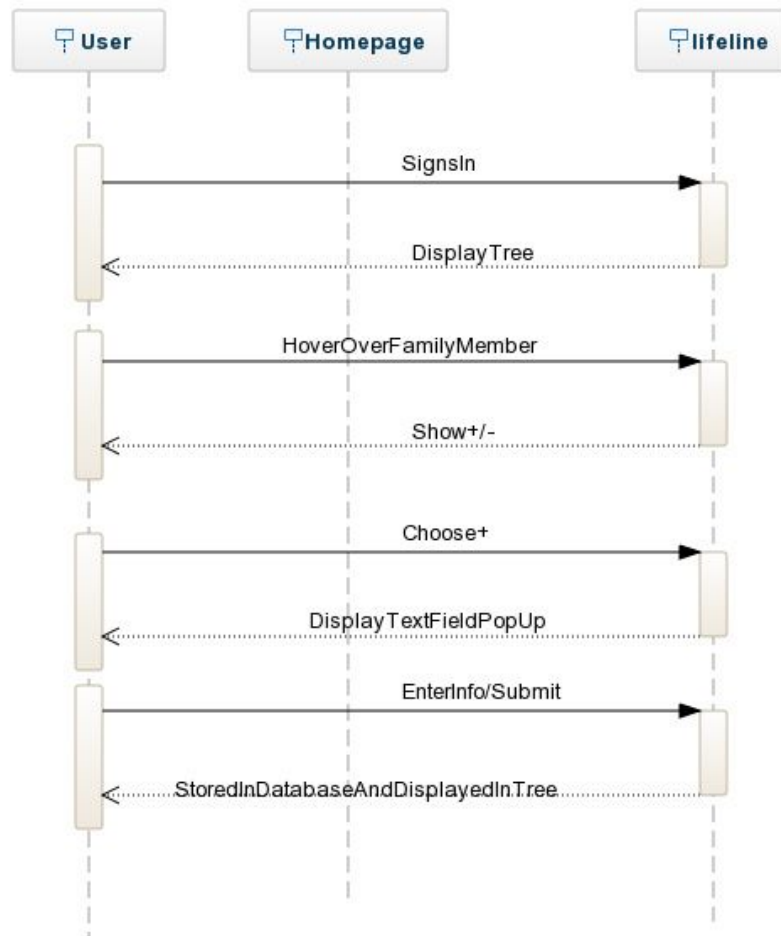 User
Homepage
lifeline
SignsIn
DisplayTree
HoverOverFamilyMember
Show+/-
Choose+
DisplayTextFieldPopUp
EnterInfo/Submit
StoredInDatabaseAndDisplayedInTree